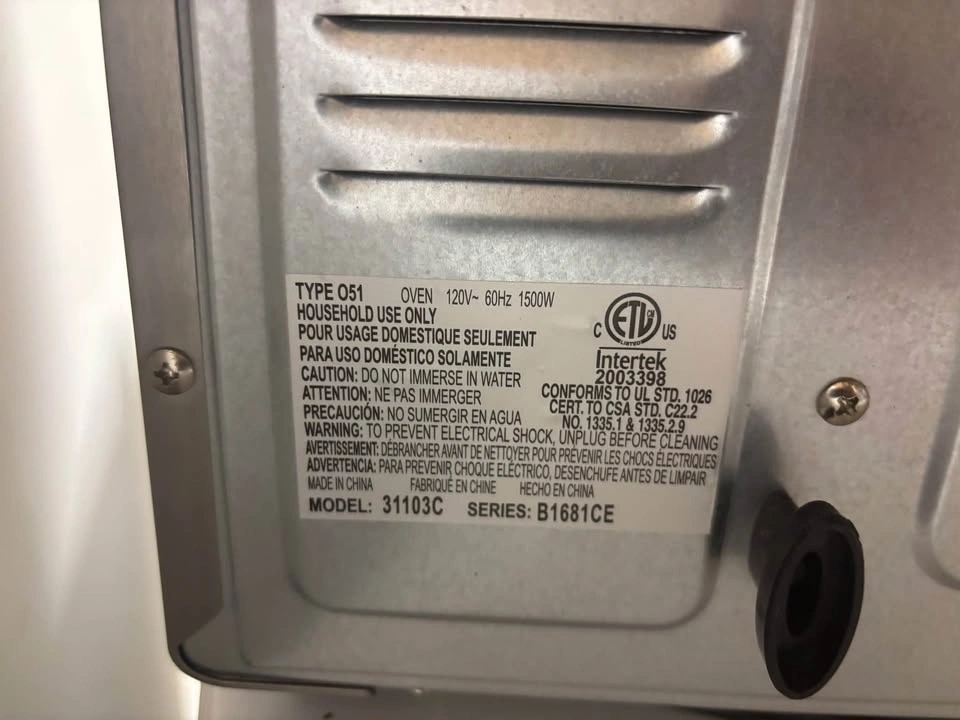 TYPE O51 OVEN 120V~ 60Hz 1500W
HOUSEHOLD USE ONLY
POUR USAGE DOMESTIQUE SEULEMENT
PARA USO DOMÉSTICO SOLAMENTE
CAUTION: DO NOT IMMERSE IN WATER
ATTENTION: NE PAS IMMERGER
PRECAUCIÓN: NO SUMERGIR EN AGUA
C ETL CM US
LISTED
Intertek
2003398
CONFORMS TO UL STD. 1026
CERT. TO CSA STD. C22.2
NO. 1335.1 & 1335.2.9
WARNING: TO PREVENT ELECTRICAL SHOCK, UNPLUG BEFORE CLEANING
AVERTISSEMENT: DÉBRANCHER AVANT DE NETTOYER POUR PRÉVENIR LES CHOCS ÉLECTRIQUES
ADVERTENCIA: PARA PREVENIR CHOQUE ELÉCTRICO, DESENCHUFE ANTES DE LIMPIAR
MADE IN CHINA FABRIQUÉ EN CHINE HECHO EN CHINA
MODEL: 31103C SERIES: B1681CE